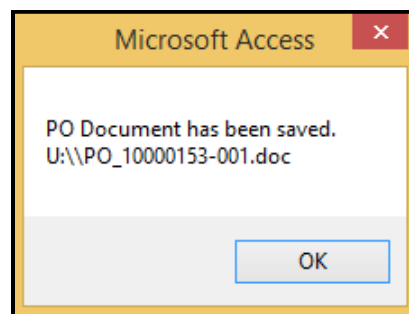 Microsoft Access
PO Document has been saved.
U:\\PO_10000153-001.doc
OK